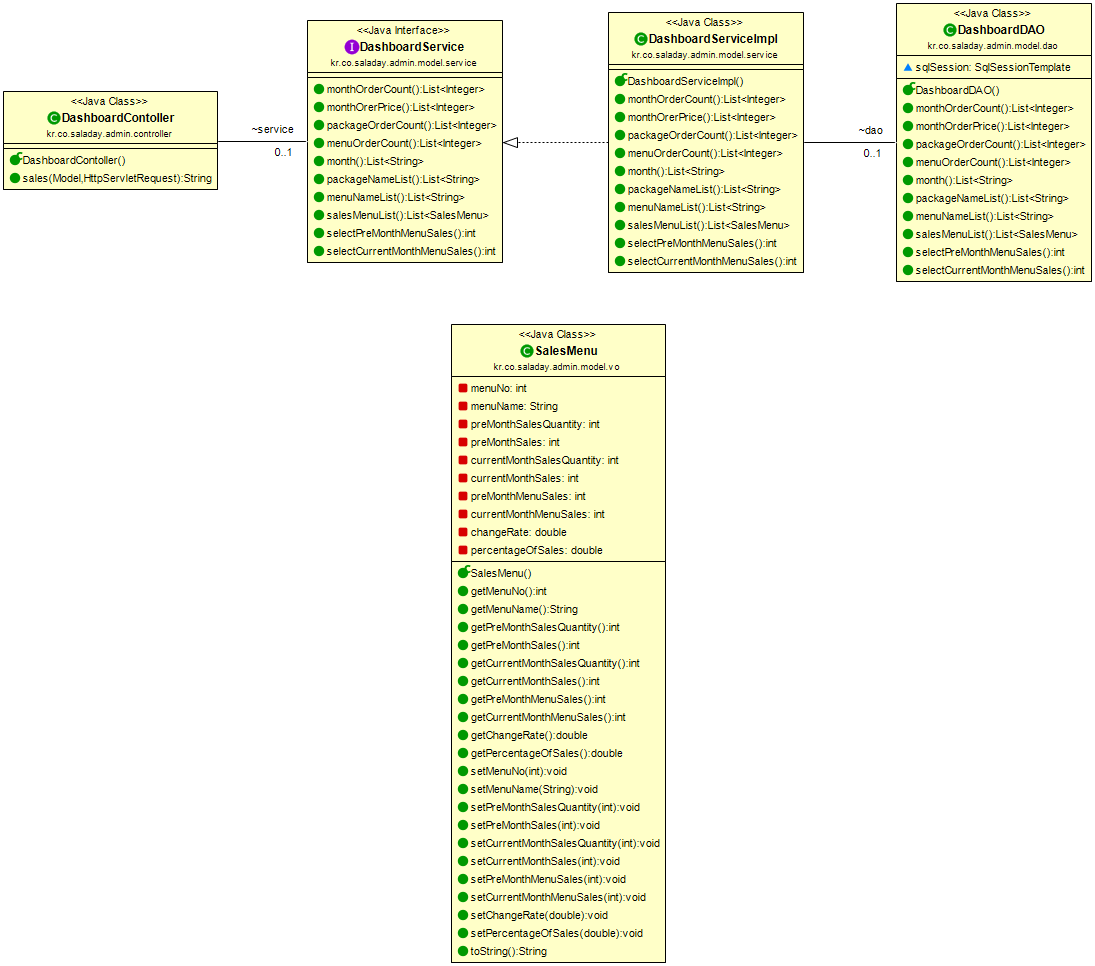 <<Java Class>>
DashboardContoller
kr.co.saladay.admin.controller
DashboardContoller()
sales(Model,HttpServletRequest):String
~service
0..1
<<Java Interface>>
DashboardService
kr.co.saladay.admin.model.service
monthOrderCount():List<Integer>
monthOrerPrice():List<Integer>
packageOrderCount():List<Integer>
menuOrderCount():List<Integer>
month():List<String>
packageNameList():List<String>
menuNameList():List<String>
salesMenuList():List<SalesMenu>
selectPreMonthMenuSales():int
selectCurrentMonthMenuSales():int
<<Java Class>>
DashboardServiceImpl
kr.co.saladay.admin.model.service
DashboardServiceImpl()
monthOrderCount():List<Integer>
monthOrerPrice():List<Integer>
packageOrderCount():List<Integer>
menuOrderCount():List<Integer>
month():List<String>
packageNameList():List<String>
menuNameList():List<String>
salesMenuList():List<SalesMenu>
selectPreMonthMenuSales():int
selectCurrentMonthMenuSales():int
~dao
0..1
<<Java Class>>
DashboardDAO
kr.co.saladay.admin.model.dao
sqlSession: SqlSessionTemplate
DashboardDAO()
monthOrderCount():List<Integer>
monthOrderPrice():List<Integer>
packageOrderCount():List<Integer>
menuOrderCount():List<Integer>
month():List<String>
packageNameList():List<String>
menuNameList():List<String>
salesMenuList():List<SalesMenu>
selectPreMonthMenuSales():int
selectCurrentMonthMenuSales():int
<<Java Class>>
SalesMenu
kr.co.saladay.admin.model.vo
menuNo: int
menuName: String
preMonthSalesQuantity: int
preMonthSales: int
currentMonthSalesQuantity: int
currentMonthSales: int
preMonthMenuSales: int
currentMonthMenuSales: int
changeRate: double
percentageOfSales: double
SalesMenu()
getMenuNo():int
getMenuName():String
getPreMonthSalesQuantity():int
getPreMonthSales():int
getCurrentMonthSalesQuantity():int
getCurrentMonthSales():int
getPreMonthMenuSales():int
getCurrentMonthMenuSales():int
getChangeRate():double
getPercentageOfSales():double
setMenuNo(int):void
setMenuName(String):void
setPreMonthSalesQuantity(int):void
setPreMonthSales(int):void
setCurrentMonthSalesQuantity(int):void
setCurrentMonthSales(int):void
setPreMonthMenuSales(int):void
setCurrentMonthMenuSales(int):void
setChangeRate(double):void
setPercentageOfSales(double):void
toString():String